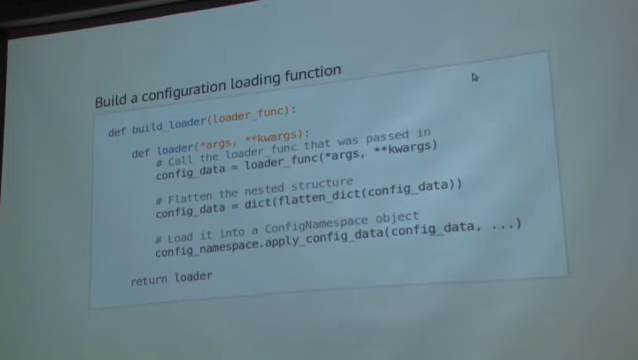 Build a configuration loading function
def build_loader(loader_func):
def loader(*args, **kwargs):
# Call the loader_func that was passed in
config_data = loader_func(*args, **kwargs)
# Flatten the nested structure
config_data = dict(flatten_dict(config_data))
# Load it into a ConfigNamespace object
config_namespace.apply_config_data(config_data, ...)
return loader